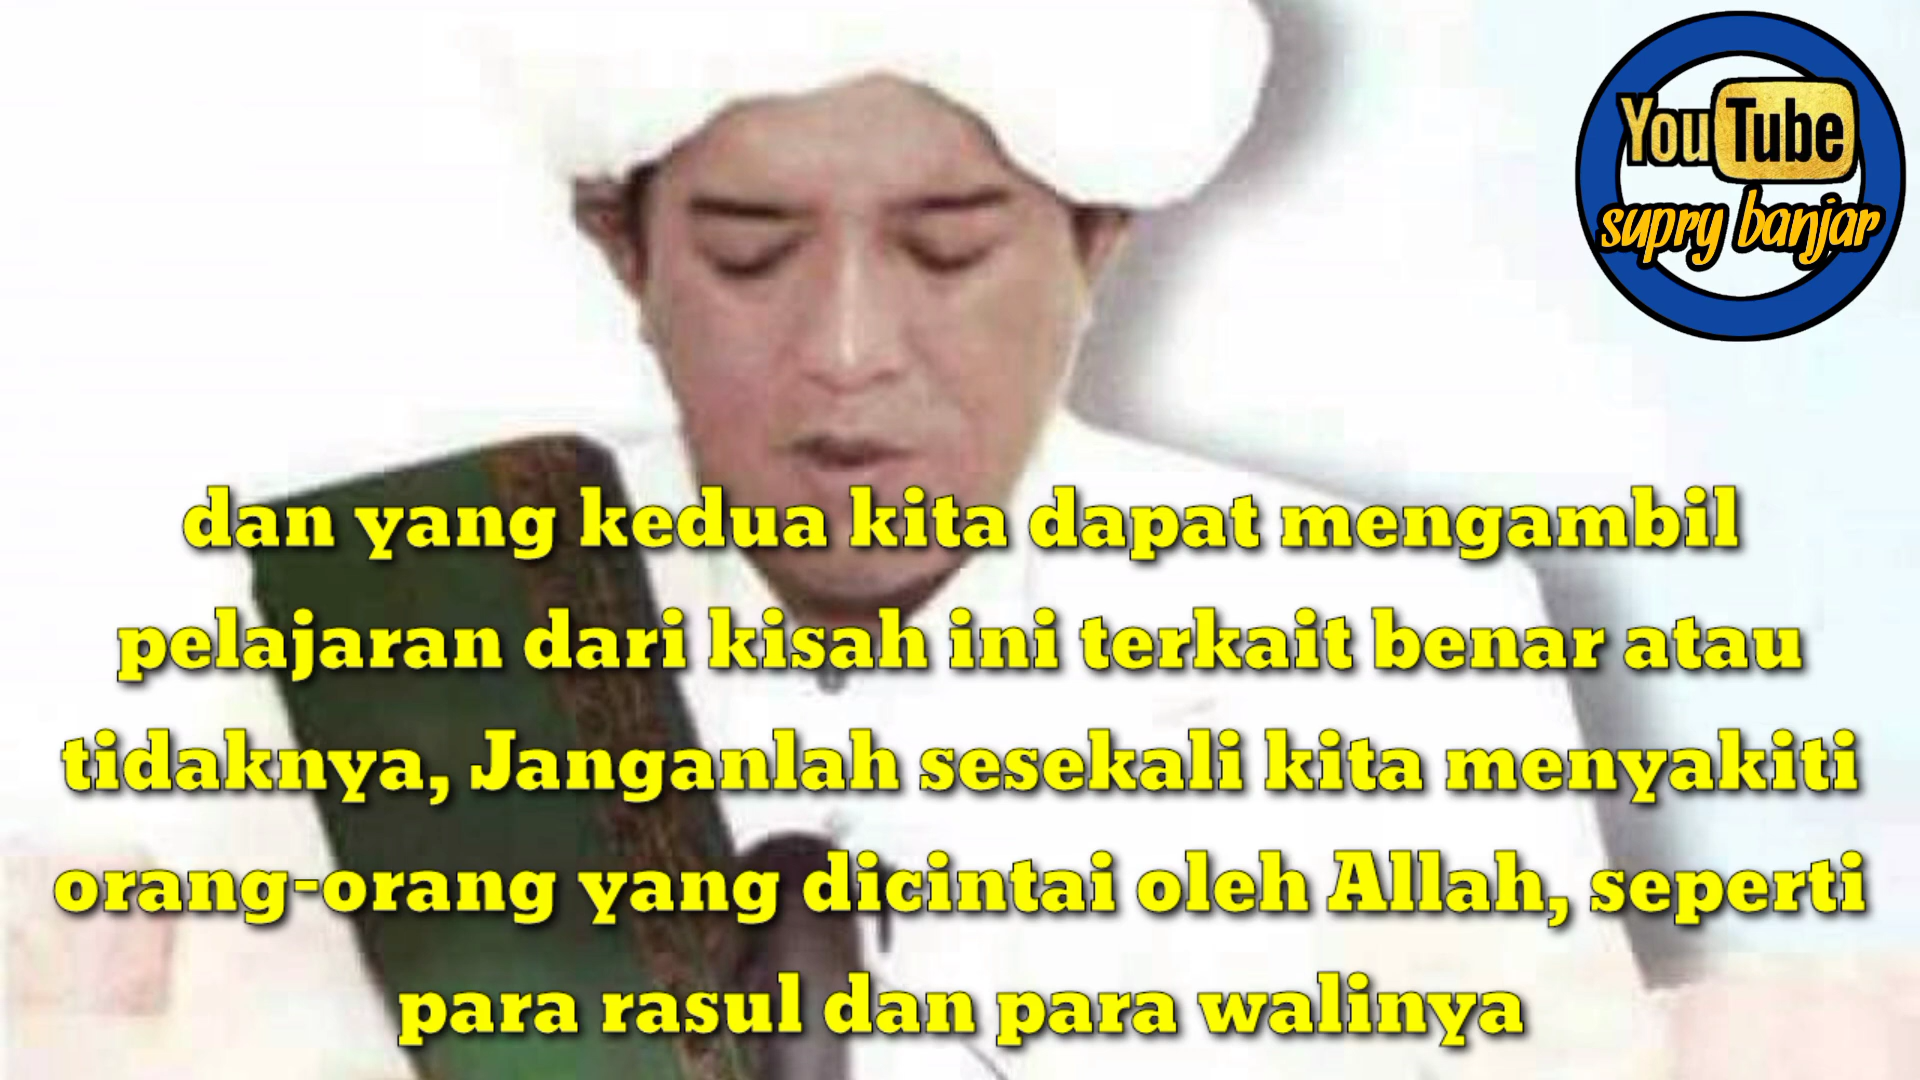 YouTube
supry banjar
dan yang kedua kita dapat mengambil
pelajaran dari kisah ini terkait benar atau
tidaknya, Janganlah sesekali kita menyakiti
orang-orang yang dicintai oleh Allah, seperti
para rasul dan para walinya